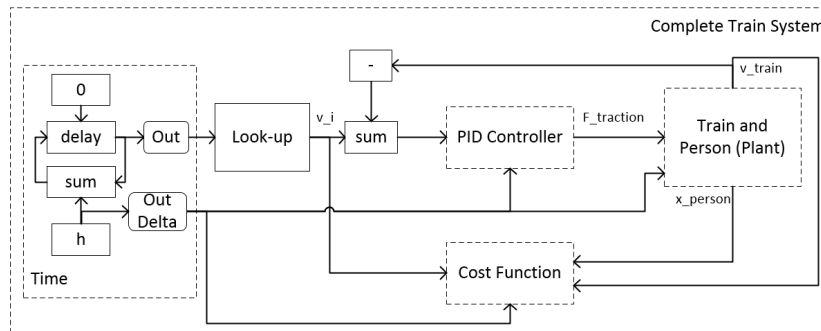 Complete Train System
-
v_train
0
delay
Out
Look-up
v_i
sum
PID Controller
F_traction
Train and
Person (Plant)
sum
Out
Delta
h
x_person
Cost Function
Time